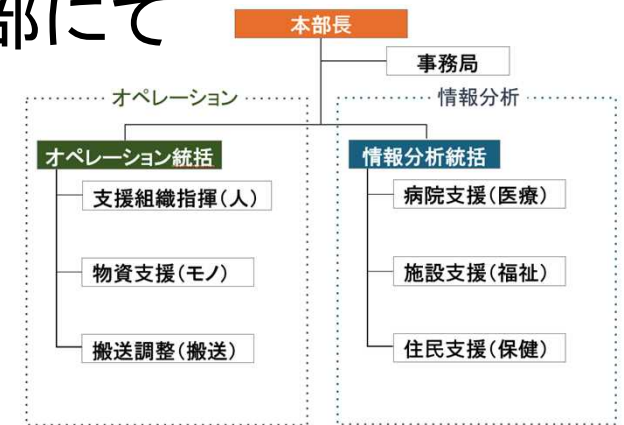 部にて
本部長
事務局
オペレーション
情報分析
オペレーション統括
情報分析統括
支援組織指揮(人)
病院支援(医療)
物資支援(モノ)
施設支援(福祉)
搬送調整(搬送)
住民支援(保健)